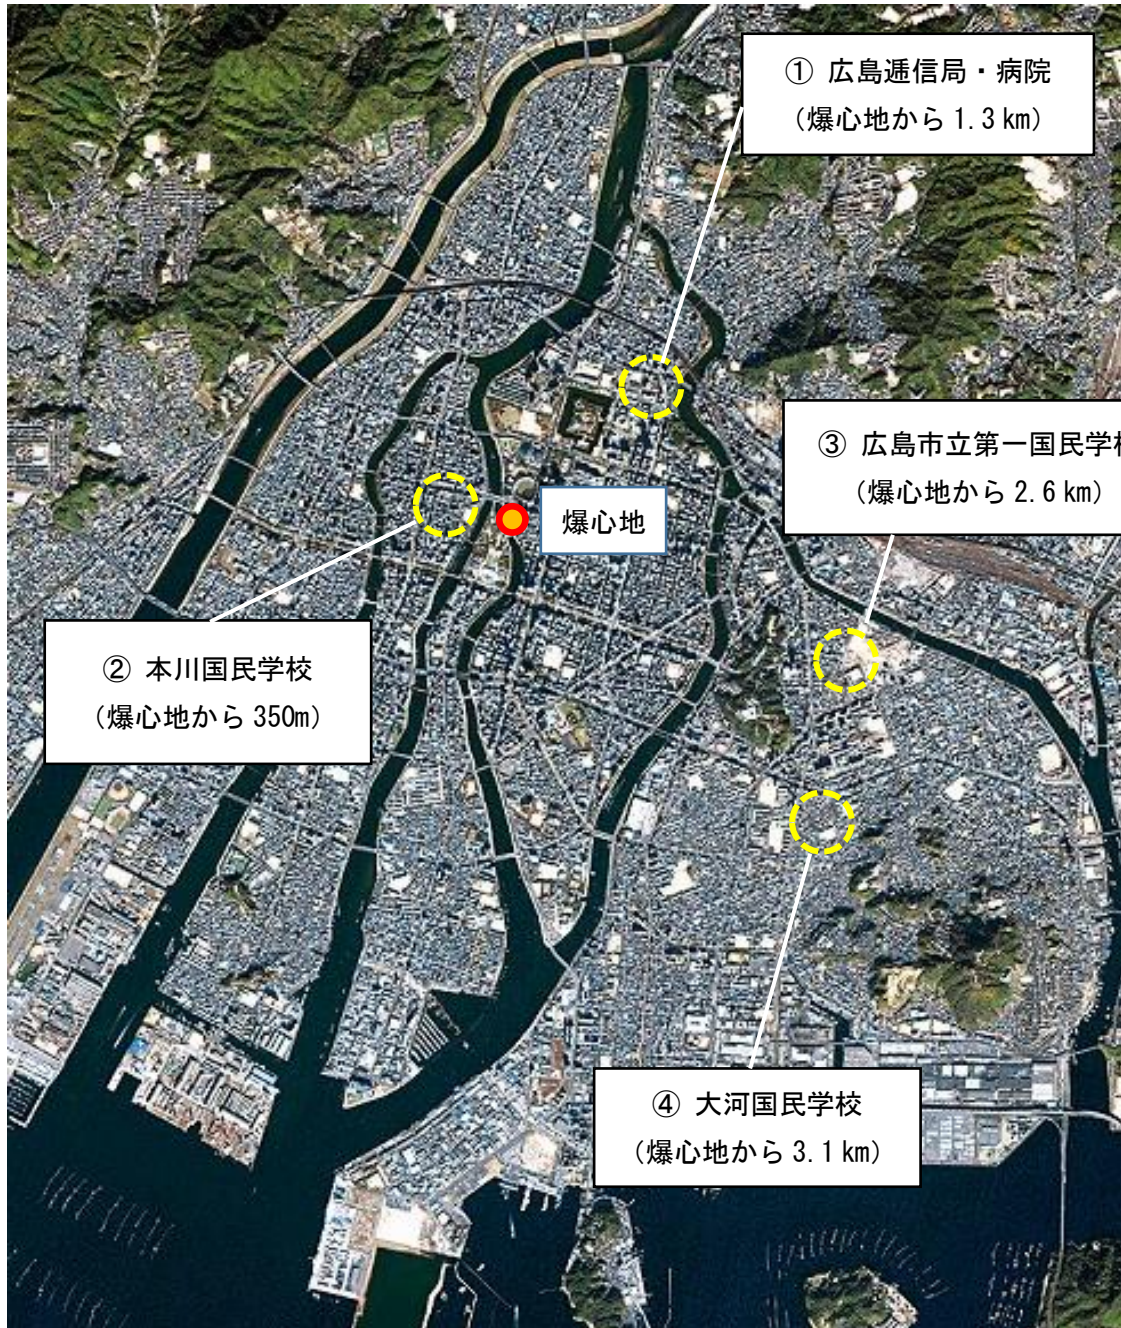 ① 広島逓信局・病院
（爆心地から 1.3 km）
③ 広島市立第一国民学校
（爆心地から 2.6 km）
爆心地
② 本川国民学校
（爆心地から 350m）
④ 大河国民学校
（爆心地から 3.1 km）